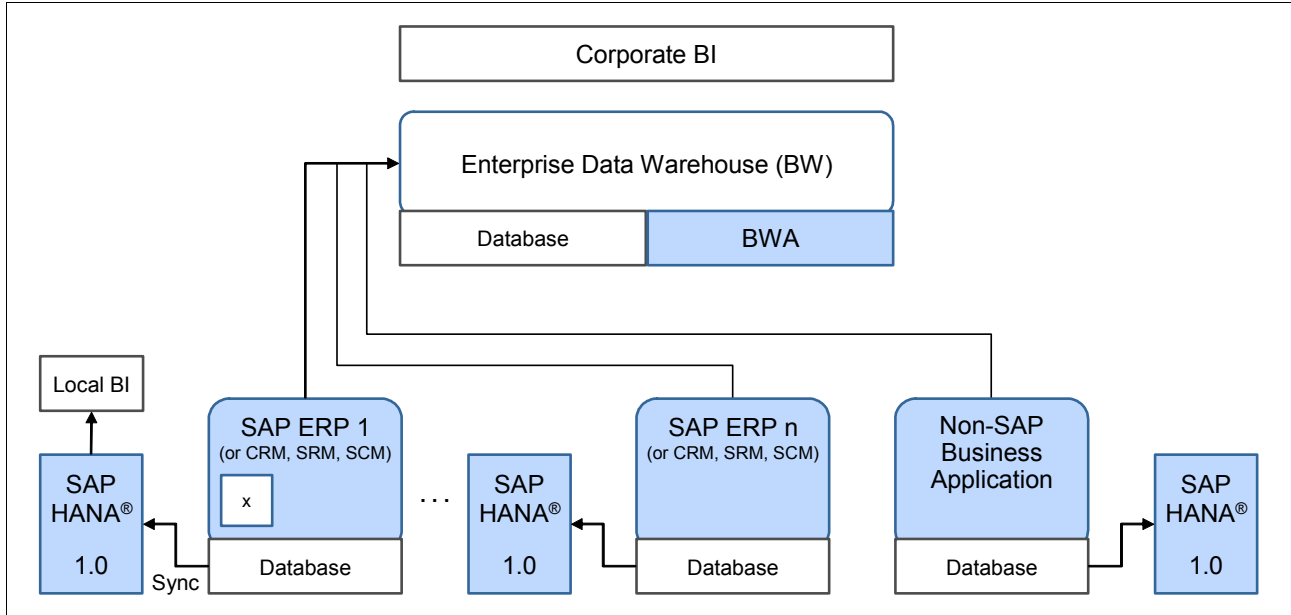 Corporate BI
Enterprise Data Warehouse (BW)
Database
BWA
Local BI
SAP
HANA®
1.0
Sync
SAP ERP 1
(or CRM, SRM, SCM)
x
Database
...
SAP
HANA®
1.0
SAP ERP n
(or CRM, SRM, SCM)
Database
Non-SAP
Business
Application
Database
SAP
HANA®
1.0